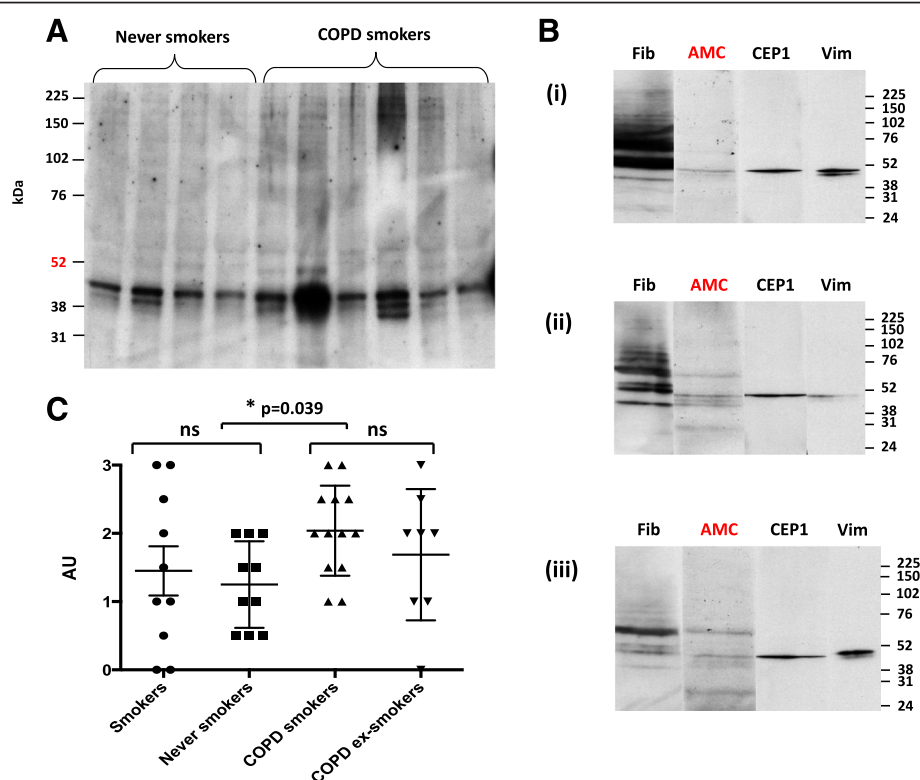 A
Never smokers
COPD smokers
kDa
225
150
102
76
52
38
31
B
Fib AMC CEP1 Vim
(i)
225
150
102
76
52
38
31
24
Fib AMC CEP1 Vim
(ii)
225
150
102
76
52
38
31
24
Fib AMC CEP1 Vim
(iii)
225
150
102
76
52
38
31
24
C
* p=0.039
ns
ns
AU
3
2
1
0
Smokers
Never smokers
COPD smokers
COPD ex-smokers